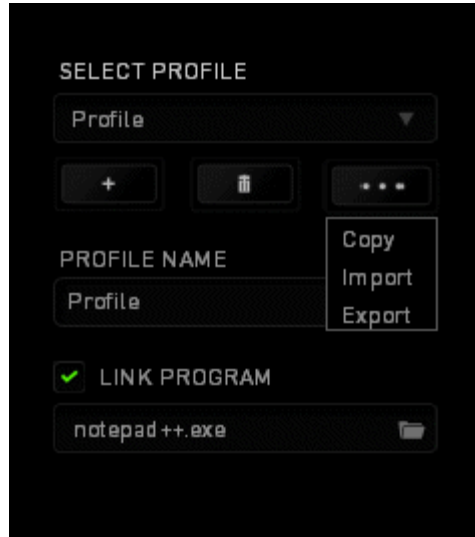 SELECT PROFILE
Profile
+
...
Copy
Import
Export
PROFILE NAME
Profile
LINK PROGRAM
notepad++.exe